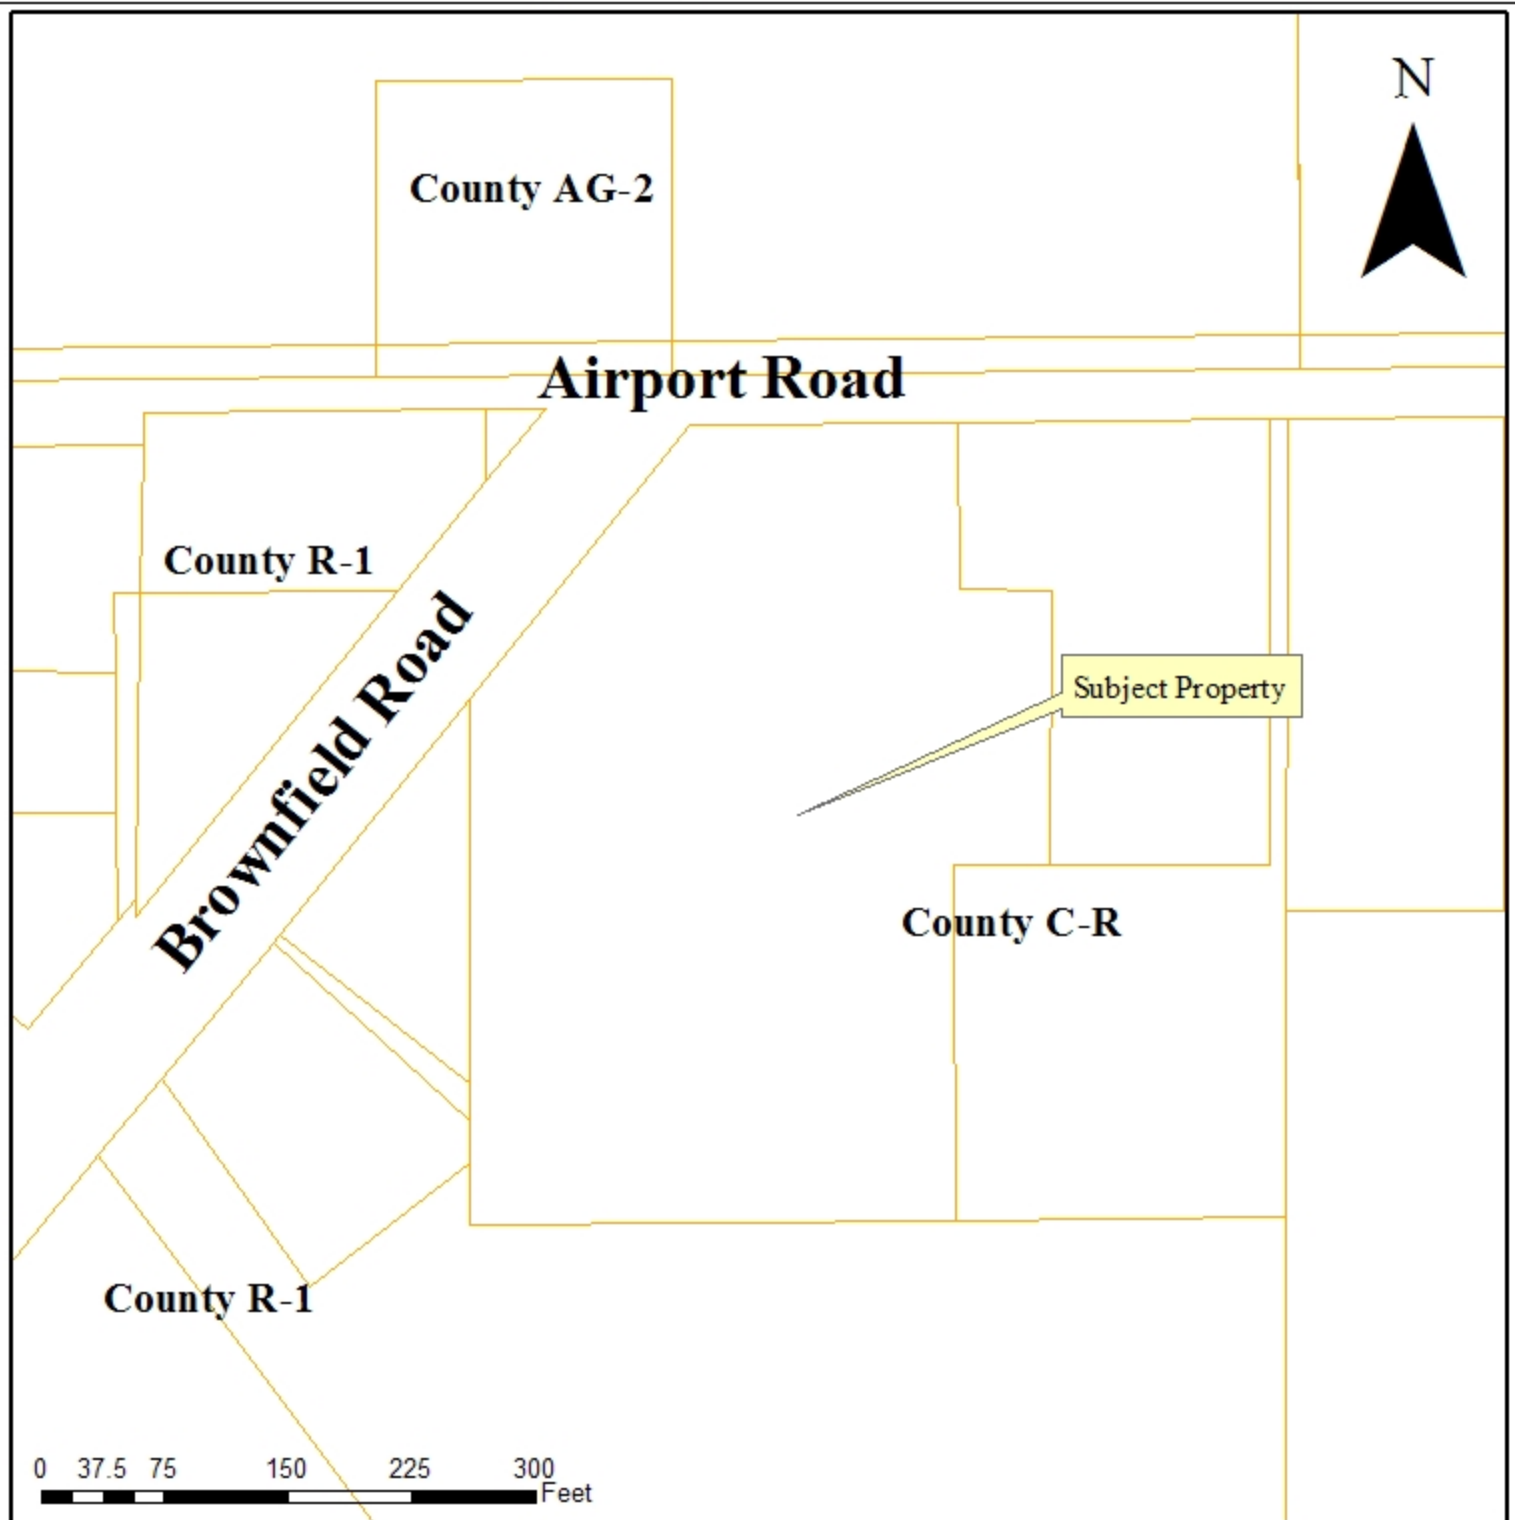 N
County AG-2
Airport Road
County R-1
Brownfield Road
Subject Property
County C-R
County R-1
0 37.5 75 150 225 300
Feet